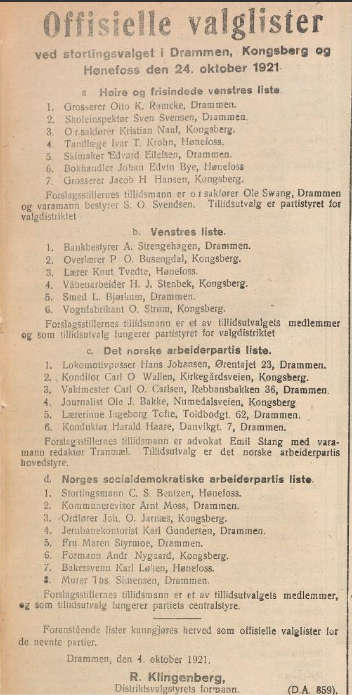 Offisielle valglister
ved stortingsvalget i Drammen, Kongsberg og
Hønefoss den 24. oktober 1921.
a Høire og frisindede venstres liste.
1. Grosserer Otto K. Rømcke, Drammen.
2. Skoleinspektør Sven Svensen, Drammen.
3. O.r.sakfører Kristian Nauf, Kongsberg.
4. Tandlæge Ivar T. Krohn, Hønefoss.
5. Skimaker Edvard Ellefsen, Drammen.
6. Bokhandler Johan Edvin Bye, Hønefoss
7. Grosserer Jacob H Hansen, Kongsberg.
Forslagsstillernes tillidsmann er o r sakfører Ole Swang, Drammen
og varamann bestyrer S. O. Svendsen. Tillidsutvalg er partistyret for
valgdistriktet
b. Venstres liste.
1. Bankbestyrer A. Strengehagen, Drammen.
2. Overlærer P O. Busengdal, Kongsberg.
3. Lærer Knut Tvedte, Hønefoss.
4. Våbenarbeider H. J. Stenbek, Kongsberg.
5. Smed L. Bjørkum, Drammen.
6. Vognfabrikant O. Strøm, Kongsberg.
Forslagsstillernes tillidsmann er et av tillidsutvalgets medlemmer
og som tillidsutvalg fungerer partistyret for valgdistriktet
c. Det norske arbeiderpartis liste.
1. Lokomotivpusser Hans Johansen, Ørentajet 23, Drammen.
2. Konditor Carl O Wallen, Kirkegårdsveien, Kongsberg
3. Vaktmester Carl O Carlsen, Rebbansbakken 36, Drammen.
4. Journalist Ole J. Bakke, Numedalsveien, Kongsberg
5. Lærerinne Ingeborg Tofte, Toldbodgt. 62, Drammen.
6. Konduktør Harald Haare, Danvikgt. 7, Drammen.
Forslagsstillernes tillidsmann er advokat Emil Stang med vara-
mann redaktør Tranmæl. Tillidsutvalg er det norske arbeiderpartis
hovedstyre.
d. Norges socialdemokratiske arbeiderpartis liste.
1. Stortingsmann C. S. Bentzen, Hønefoss.
2. Kommunerevisor Arnt Moss, Drammen.
3. Ordfører Joh. O. Jarnæs, Kongsberg.
4. Jernbanekontorist Karl Gundersen, Drammen.
5. Fru Maren Styrmoe, Drammen.
6. Formann Andr Nygaard, Kongsberg.
7. Bakersvenn Karl Løken, Hønefoss.
8 Murer Ths. Simensen, Drammen.
Forslagsstillernes tillidsmann er et av tillidsutvalgets medlemmer,
og som tillidsutvalg fungerer partiets centralstyre.
Foranstående lister kunngjøres herved som offisielle valglister for
de nevnte partier.
Drammen, den 4. oktober 1921.
R. Klingenberg,
Distriktsvalgstyrets formann. (D.A. 859).